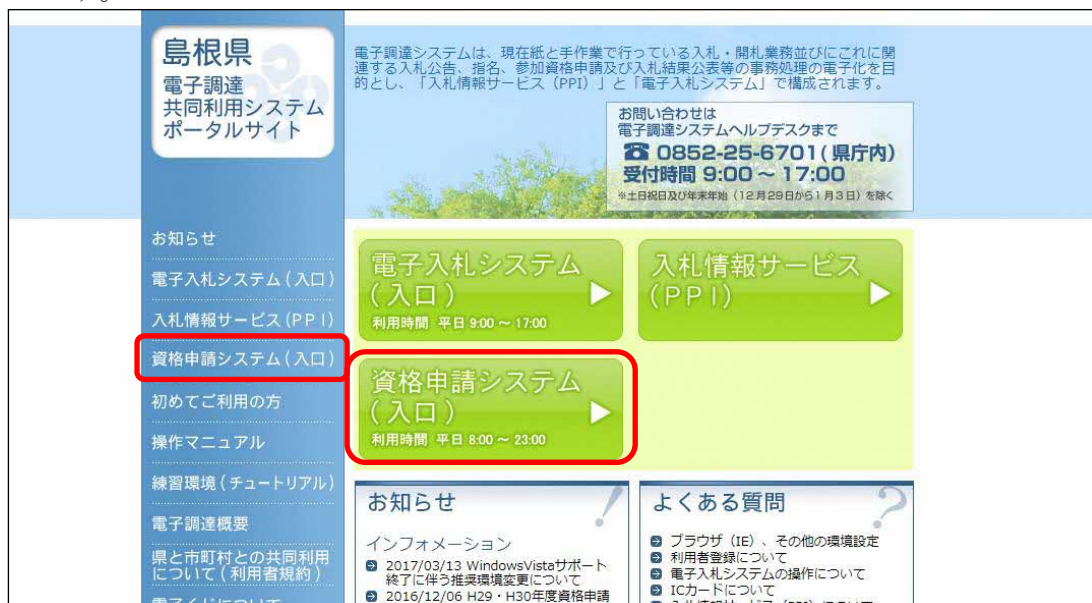 島根県
電子調達
共同利用システム
ポータルサイト
電子調達システムは、現在紙と手作業で行っている入札・開札業務並びにこれに関
連する入札公告、指名、参加資格申請及び入札結果公表等の事務処理の電子化を目
的とし、「入札情報サービス（PPI）」と「電子入札システム」で構成されます。
お問い合わせは
電子調達システムヘルプデスクまで
☎ 0852-25-6701(県庁内)
受付時間 9:00 ～ 17:00
※土日祝日及び年末年始（12月29日から1月3日）を除く
お知らせ
電子入札システム(入口)
入札情報サービス(PPI)
資格申請システム(入口)
初めてご利用の方
操作マニュアル
練習環境(チュートリアル)
電子調達概要
県と市町村との共同利用
について(利用者規約)
電子くじについて
電子入札システム
(入口)
利用時間 平日 9:00 ～ 17:00
入札情報サービス
(PPI)
資格申請システム
(入口)
利用時間 平日 8:00 ～ 23:00
お知らせ
インフォメーション
2017/03/13 WindowsVistaサポート
終了に伴う推奨環境変更について
2016/12/06 H29・H30年度資格申請
よくある質問
ブラウザ（IE）、その他の環境設定
利用者登録について
電子入札システムの操作について
ICカードについて
入札情報サービス（PPI）について